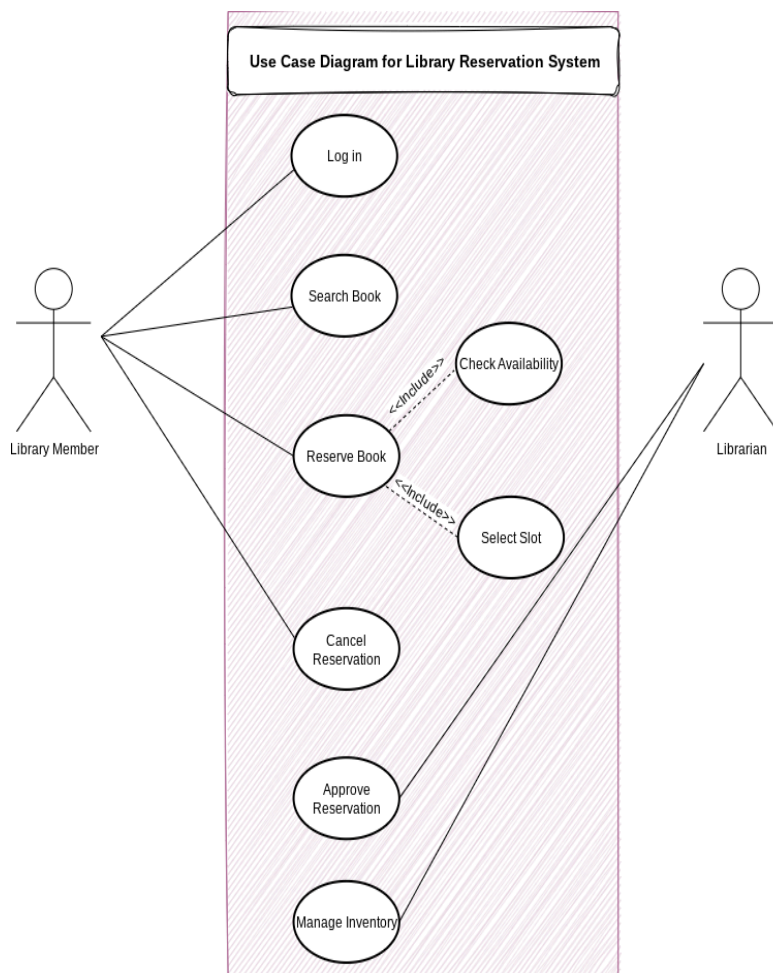 Use Case Diagram for Library Reservation System
Log in
Search Book
Check Availability
<<Include>>
Reserve Book
<<Include>>
Select Slot
Library Member
Librarian
Cancel
Reservation
Approve
Reservation
Manage Inventory